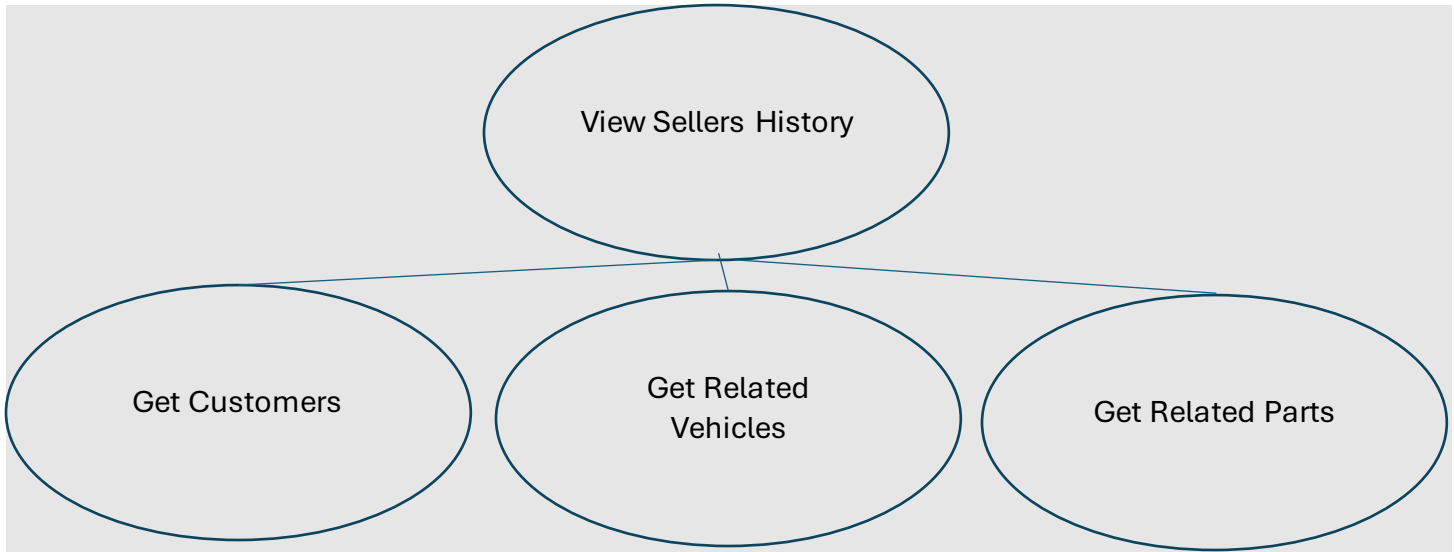 View Sellers History
Get Customers
Get Related
Vehicles
Get Related Parts